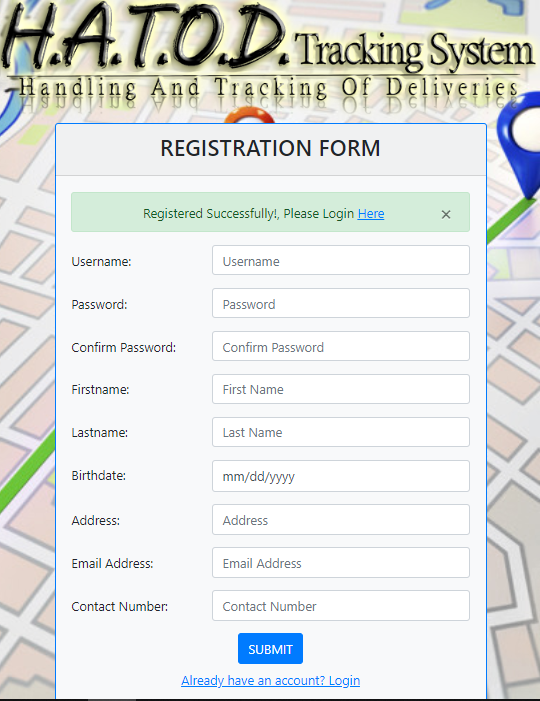 H.A.T.O.D. Tracking System
Handling And Tracking Of Deliveries
REGISTRATION FORM
Registered Successfully!, Please Login Here ×
Username: Username
Password: Password
Confirm Password: Confirm Password
Firstname: First Name
Lastname: Last Name
Birthdate: mm/dd/yyyy
Address: Address
Email Address: Email Address
Contact Number: Contact Number
SUBMIT
Already have an account? Login